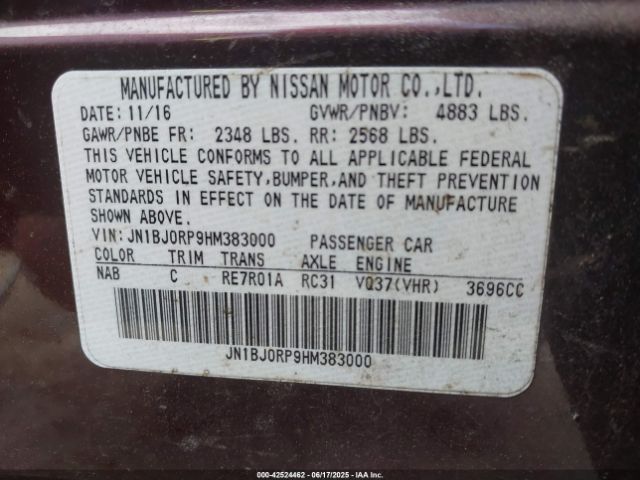 MANUFACTURED BY NISSAN MOTOR CO.,LTD.
DATE: 11/16 GVWR/PNBV: 4883 LBS.
GAWR/PNBE FR: 2348 LBS. RR: 2568 LBS.
THIS VEHICLE CONFORMS TO ALL APPLICABLE FEDERAL
MOTOR VEHICLE SAFETY,BUMPER,AND THEFT PREVENTION
STANDARDS IN EFFECT ON THE DATE OF MANUFACTURE
SHOWN ABOVE.
VIN:JN1BJ0RP9HM383000 PASSENGER CAR
COLOR TRIM TRANS AXLE ENGINE
NAB C RE7R01A RC31 VQ37(VHR) 3696CC
JN1BJ0RP9HM383000
000-42524462 - 06/17/2025 - IAAI.COM